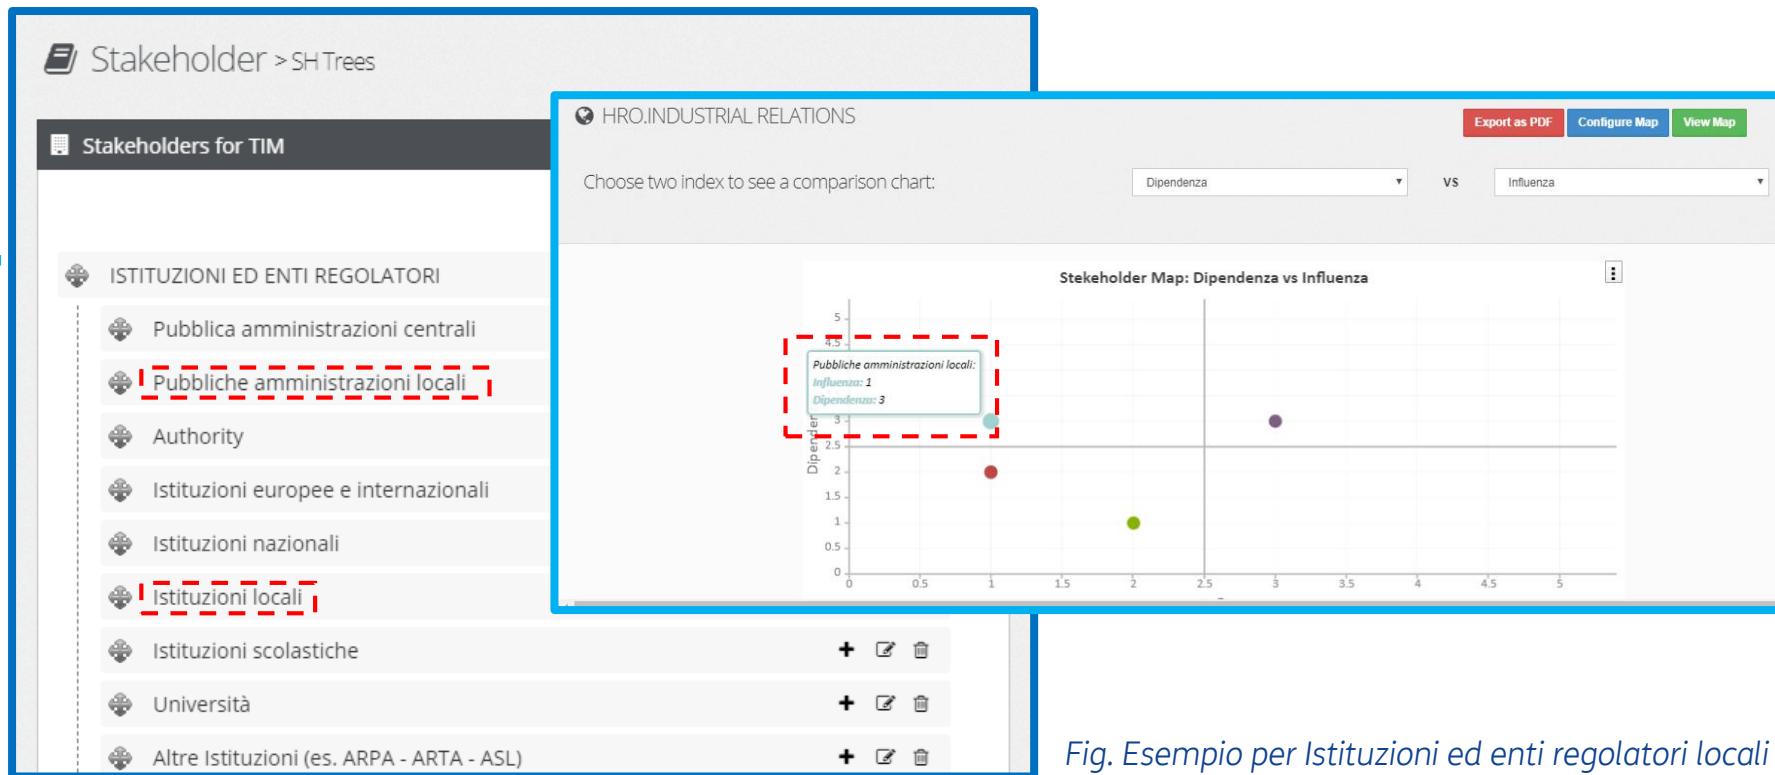 Stakeholder > SH Trees
Stakeholders for TIM
ISTITUZIONI ED ENTI REGOLATORI
Pubblica amministrazioni centrali
Pubbliche amministrazioni locali
Authority
Istituzioni europee e internazionali
Istituzioni nazionali
Istituzioni locali
Istituzioni scolastiche
Università
Altre Istituzioni (es. ARPA - ARTA - ASL)
HRO.INDUSTRIAL RELATIONS
Export as PDF
Configure Map
View Map
Choose two index to see a comparison chart:
Dipendenza
VS
Influenza
Stekeholder Map: Dipendenza vs Influenza
5
4.5
Pubbliche amministrazioni locali:
Influenza: 1
Dipendenza: 3
3
2.5
2
1.5
1
0.5
0
0 0.5 1 1.5 2 2.5 3 3.5 4 4.5 5
Fig. Esempio per Istituzioni ed enti regolatori locali